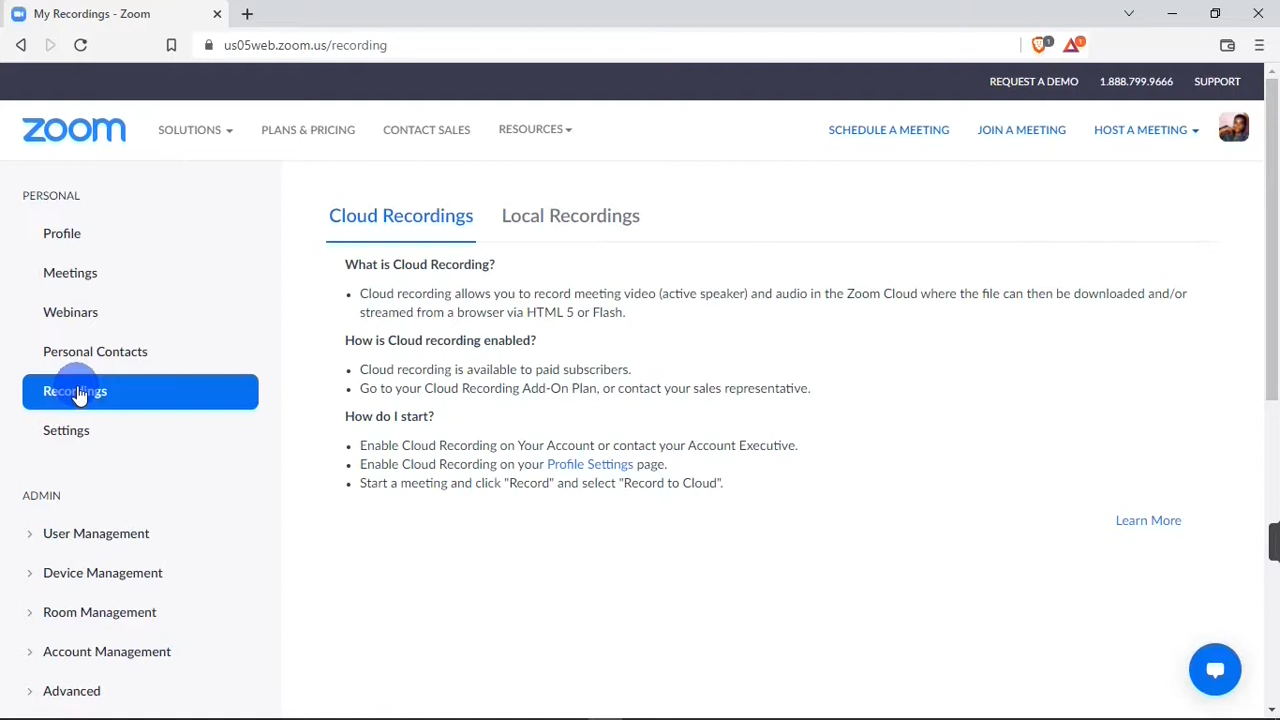 My Recordings - Zoom
us05web.zoom.us/recording
1
1
REQUEST A DEMO 1.888.799.9666 SUPPORT
zoom SOLUTIONS PLANS & PRICING CONTACT SALES RESOURCES SCHEDULE A MEETING JOIN A MEETING HOST A MEETING
PERSONAL
Profile
Meetings
Webinars
Personal Contacts
Recordings
Settings
ADMIN
User Management
Device Management
Room Management
Account Management
Advanced
Cloud Recordings Local Recordings
What is Cloud Recording?
• Cloud recording allows you to record meeting video (active speaker) and audio in the Zoom Cloud where the file can then be downloaded and/or
streamed from a browser via HTML 5 or Flash.
How is Cloud recording enabled?
• Cloud recording is available to paid subscribers.
• Go to your Cloud Recording Add-On Plan, or contact your sales representative.
How do I start?
• Enable Cloud Recording on Your Account or contact your Account Executive.
• Enable Cloud Recording on your Profile Settings page.
• Start a meeting and click "Record" and select "Record to Cloud".
Learn More